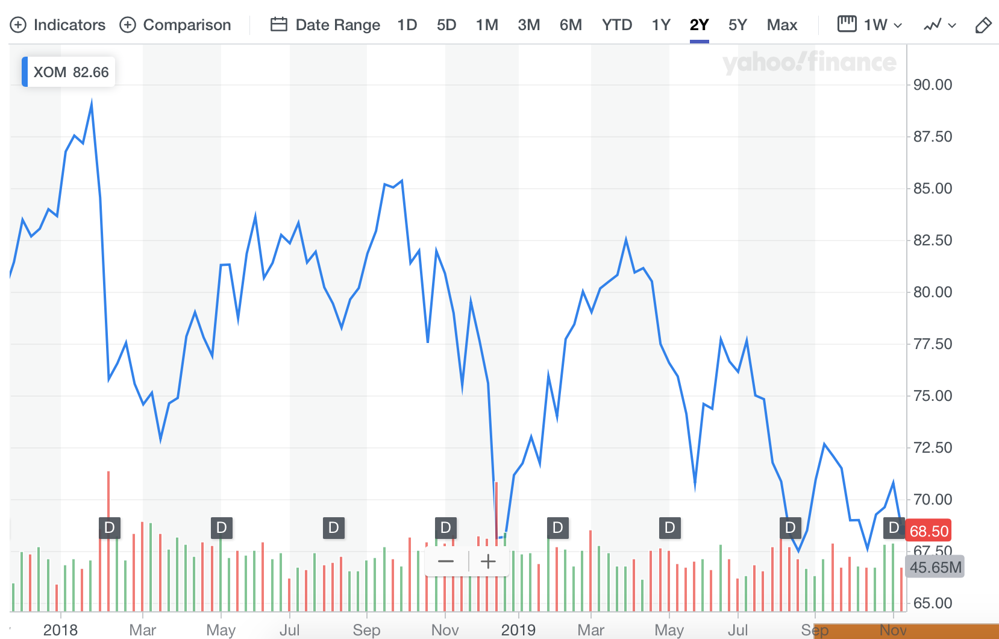 Indicators Comparison Date Range 1D 5D 1M 3M 6M YTD 1Y 2Y 5Y Max 1W
XOM 82.66
yahoo!finance
90.00
87.50
85.00
82.50
80.00
77.50
75.00
72.50
70.00
D D D D D D D D
68.50
67.50
45.65M
65.00
2018 Mar May Jul Sep Nov 2019 Mar May Jul Sep Nov